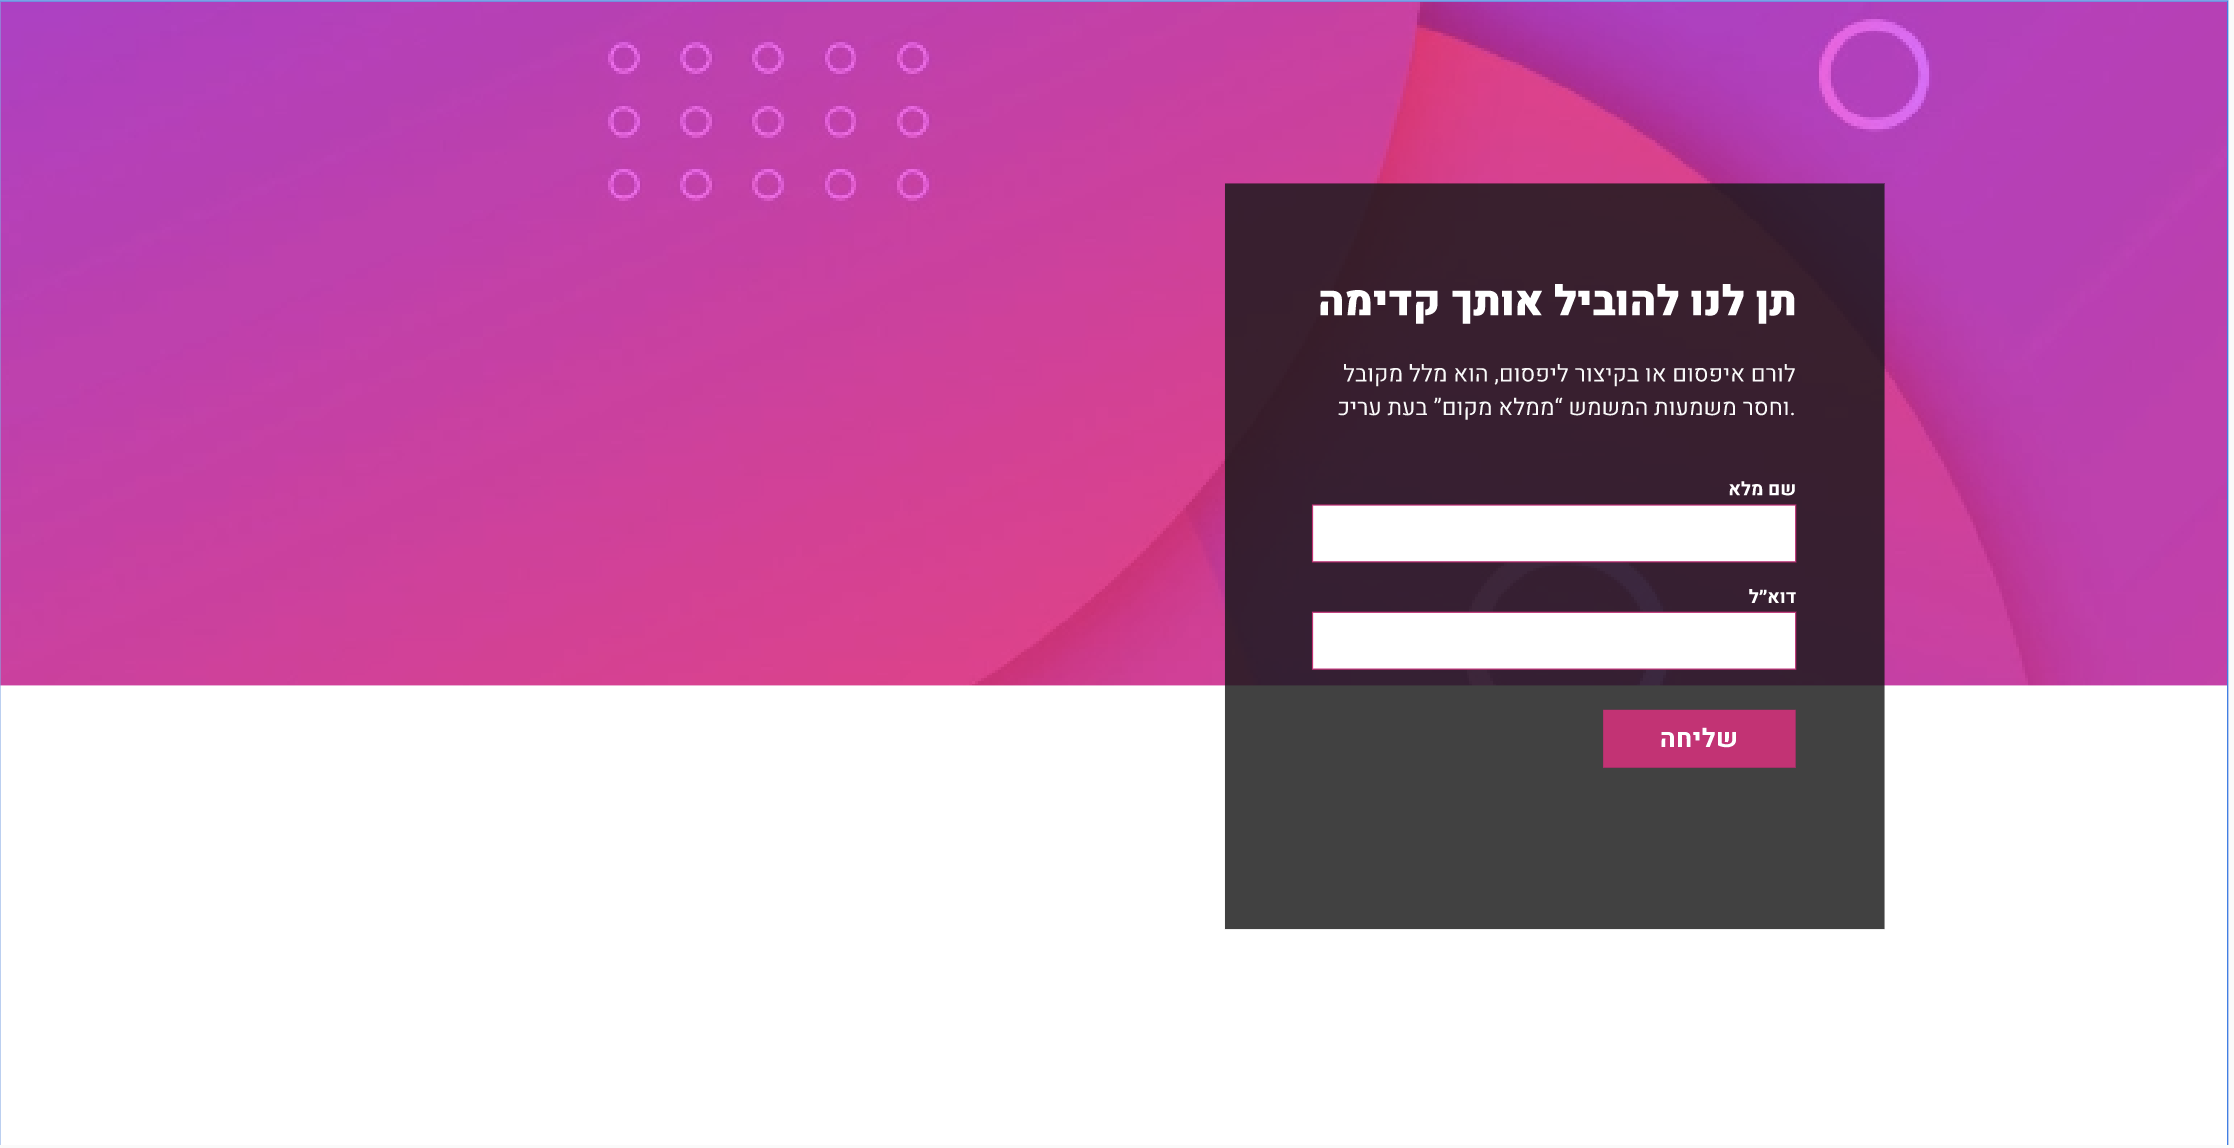 תן לנו להוביל אותך קדימה
לורם איפסום או בקיצור ליפסום, הוא מלל מקובל
.וחסר משמעות המשמש “ממלא מקום” בעת עריכ
שם מלא
דוא״ל
שליחה